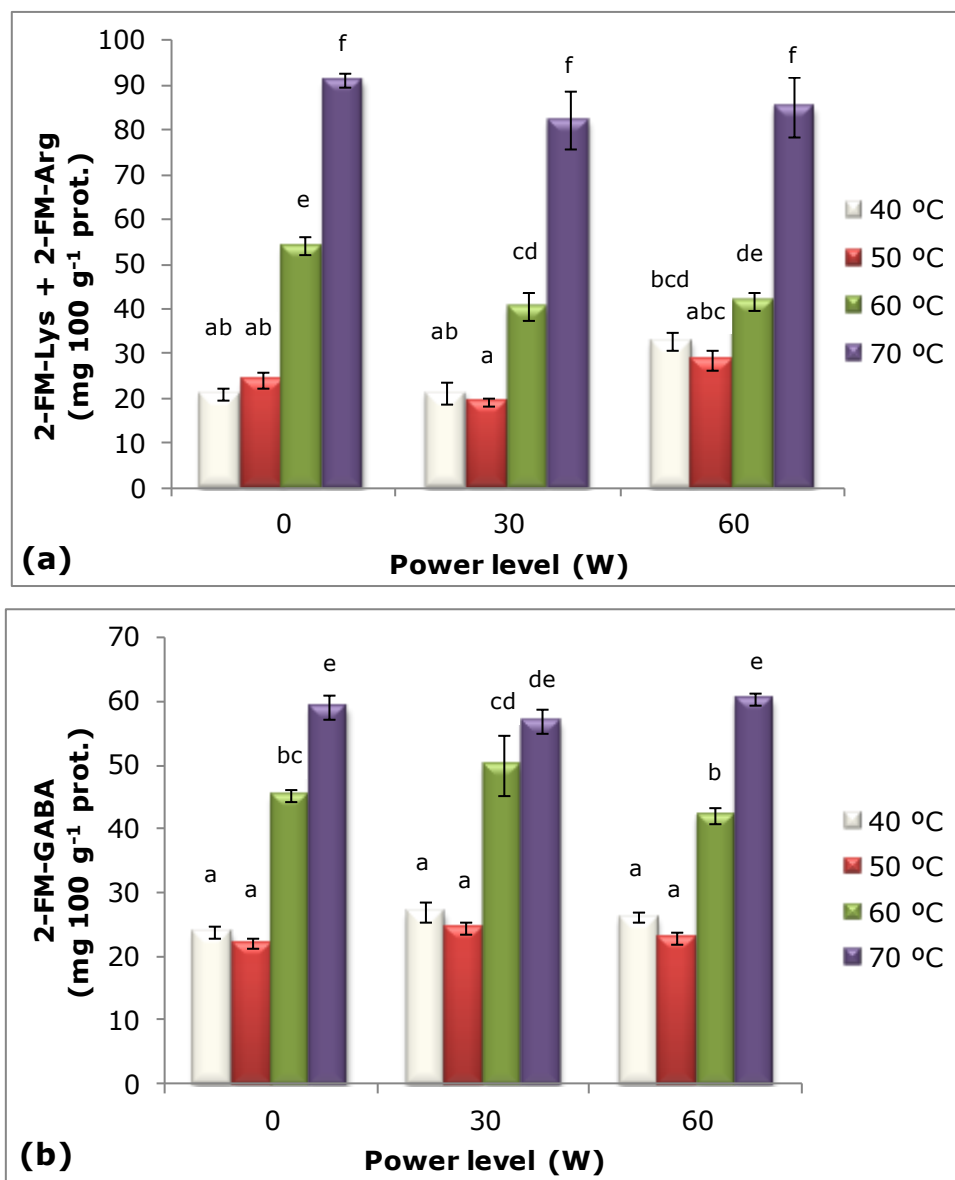 100
90
80
70
60
50
40
30
20
10
0
2-FM-Lys + 2-FM-Arg
(mg 100 g⁻¹ prot.)
ab ab e f
ab a cd f
bcd abc de f
0 30 60
Power level (W)
40 ºC
50 ºC
60 ºC
70 ºC
(a)
70
60
50
40
30
20
10
0
2-FM-GABA
(mg 100 g⁻¹ prot.)
a a bc e
a a cd de
a a b e
0 30 60
Power level (W)
40 ºC
50 ºC
60 ºC
70 ºC
(b)